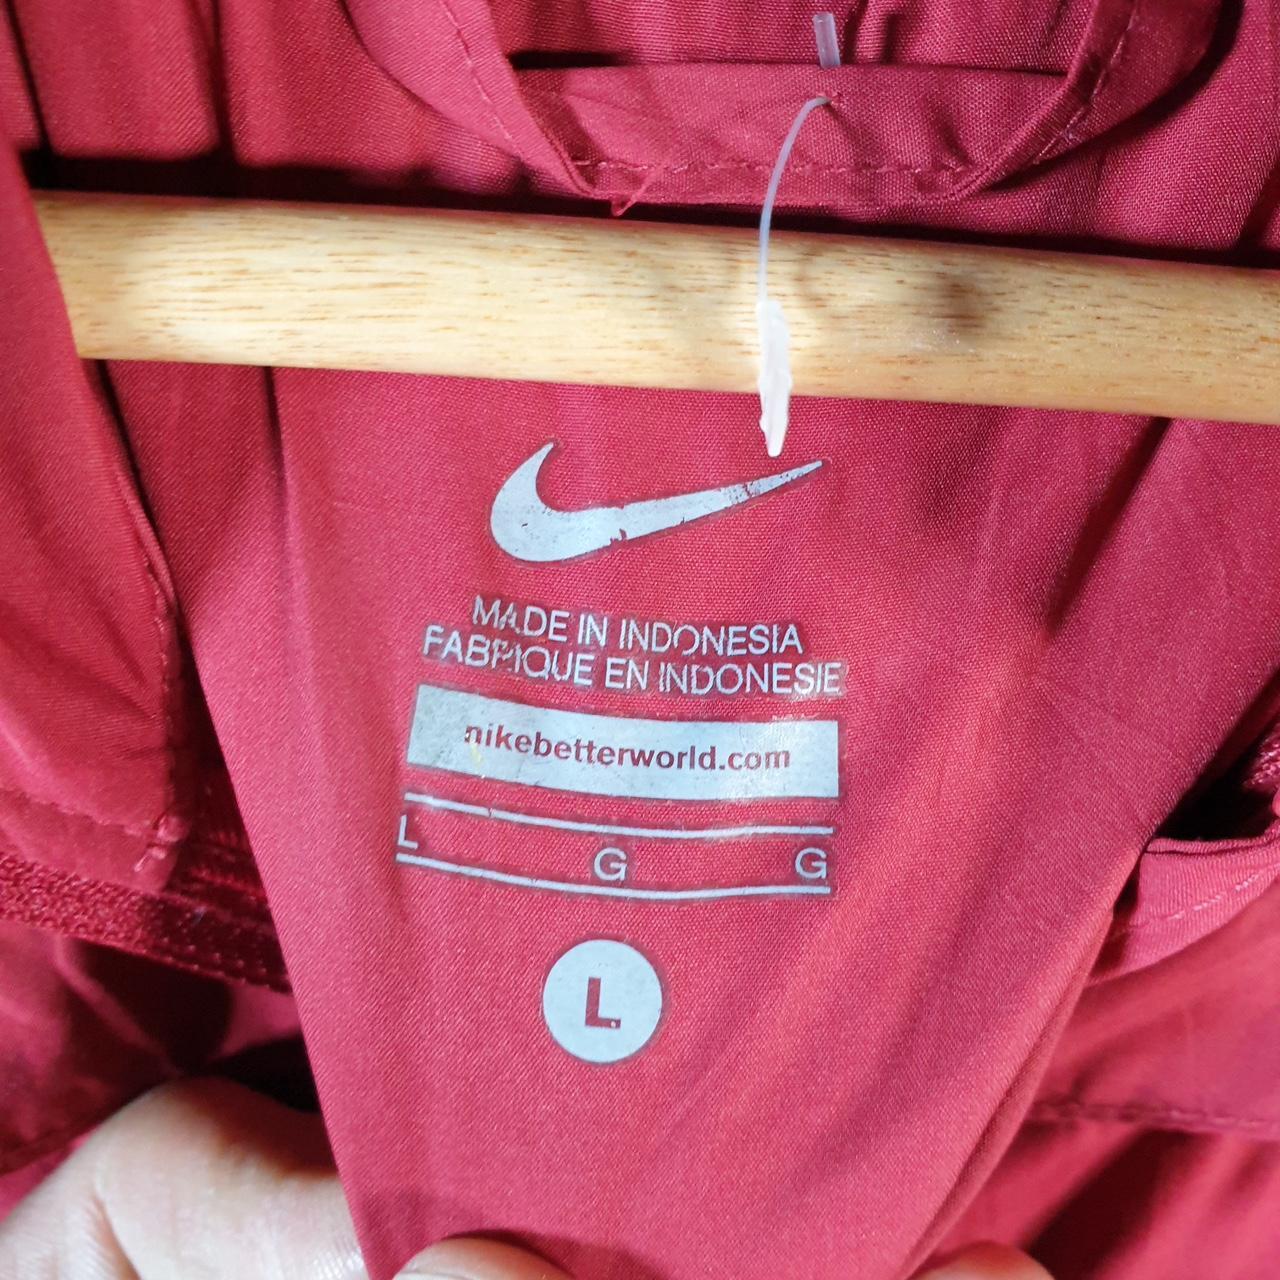 MADE IN INDONESIA
FABRIQUE EN INDONESIE
nikebetterworld.com
L G G
L